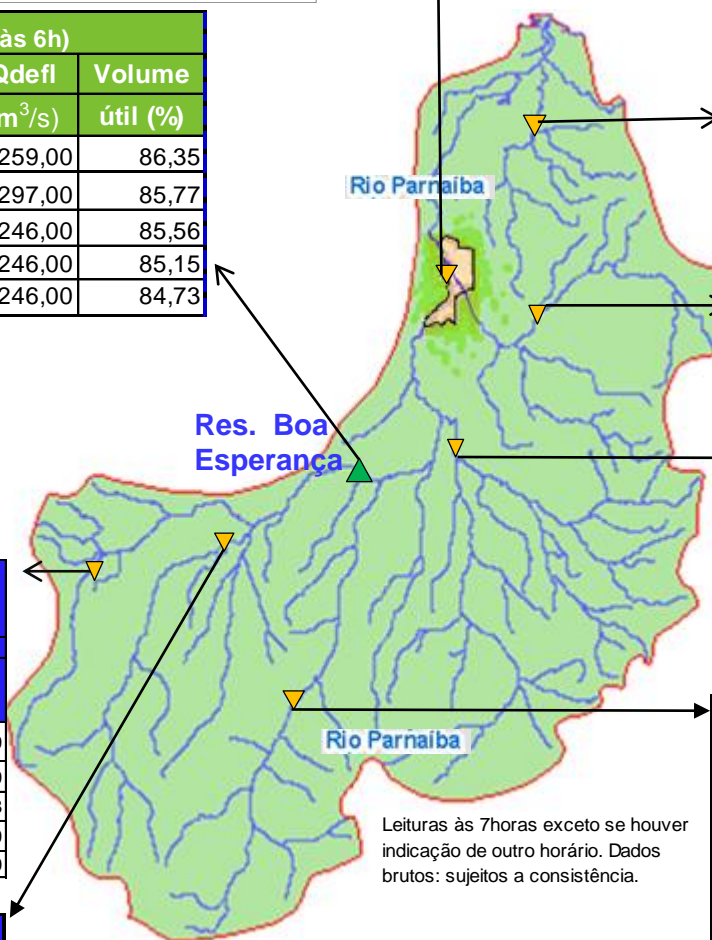 às 6h)
Qdefl Volume
m³/s) útil (%)
259,00 86,35
297,00 85,77
246,00 85,56
246,00 85,15
246,00 84,73
Rio Parnaíba
Res. Boa
Esperança
Rio Parnaíba
Leituras às 7horas exceto se houver
indicação de outro horário. Dados
brutos: sujeitos a consistência.